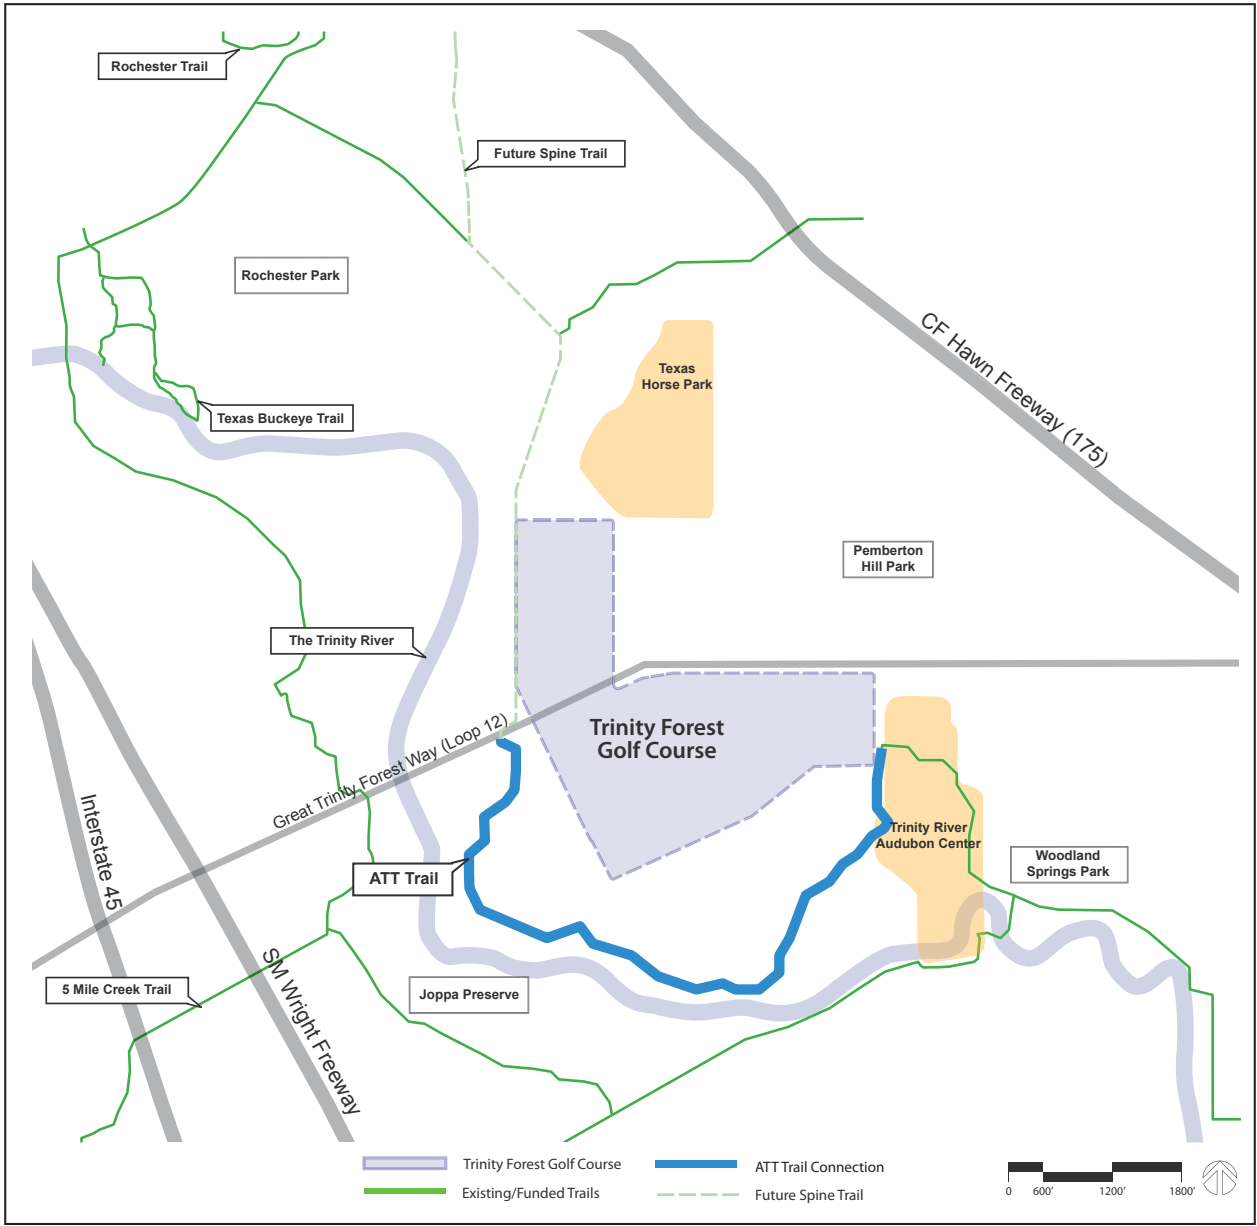 Rochester Trail
Future Spine Trail
Rochester Park
CF Hawn Freeway (175)
Texas
Horse Park
Texas Buckeye Trail
Pemberton
Hill Park
The Trinity River
Trinity Forest
Golf Course
Great Trinity Forest Way (Loop 12)
Interstate 45
Trinity River
Audubon Center
Woodland
Springs Park
ATT Trail
SM Wright Freeway
5 Mile Creek Trail
Joppa Preserve
Trinity Forest Golf Course
ATT Trail Connection
Existing/Funded Trails
Future Spine Trail
0 600' 1200' 1800'